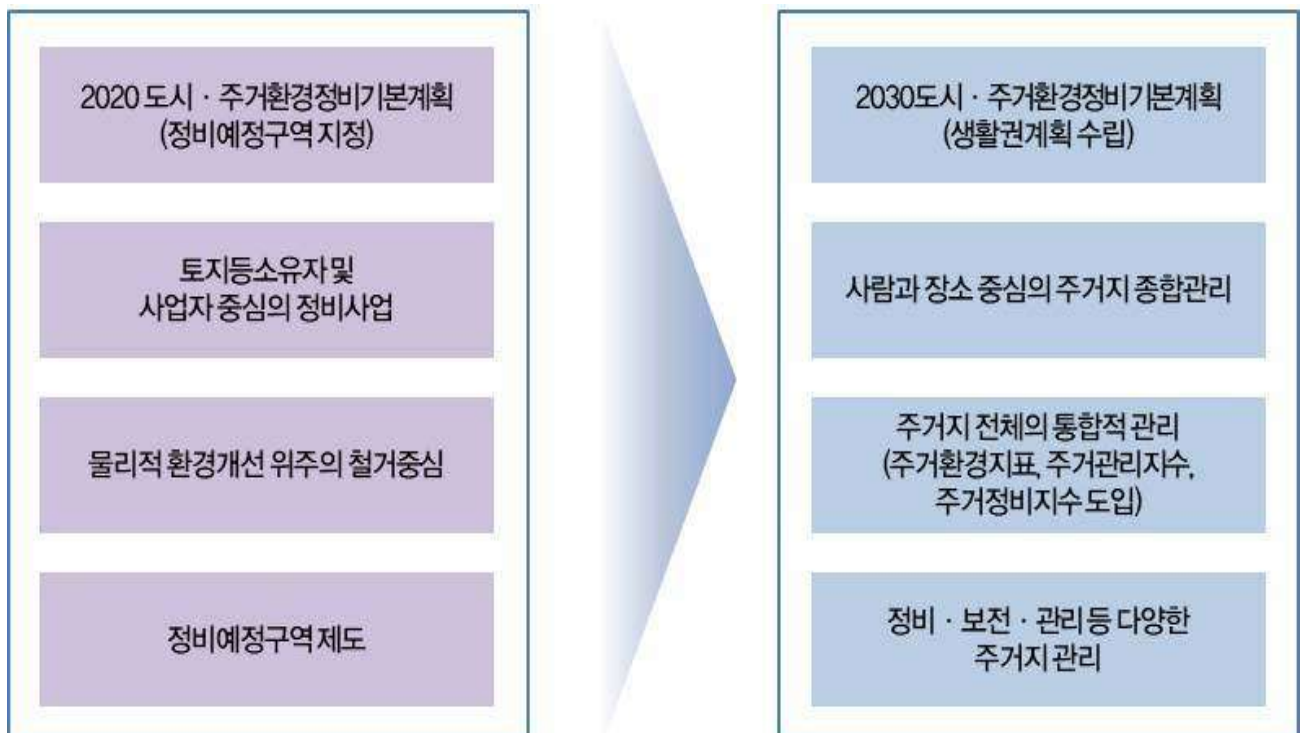 2020 도시 · 주거환경정비기본계획
(정비예정구역 지정)
토지등소유자 및
사업자 중심의 정비사업
물리적 환경개선 위주의 철거중심
정비예정구역 제도
2030도시 · 주거환경정비기본계획
(생활권계획 수립)
사람과 장소 중심의 주거지 종합관리
주거지 전체의 통합적 관리
(주거환경지표, 주거관리지수,
주거정비지수 도입)
정비 · 보전 · 관리 등 다양한
주거지 관리